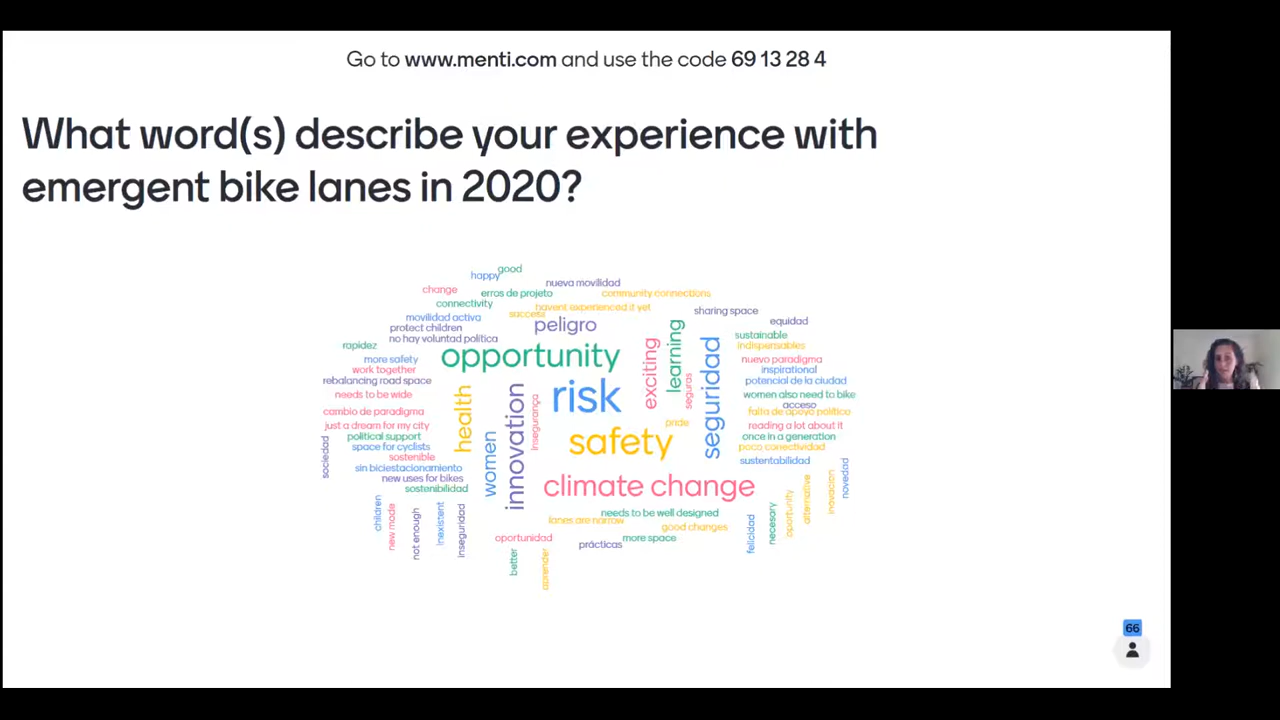 Go to www.menti.com and use the code 69 13 28 4
What word(s) describe your experience with
emergent bike lanes in 2020?
good
happy
nueva movilidad
change
erros de projeto
community connections
connectivity
havent experienced it yet
success
sharing space
movilidad activa
peligro
equidad
protect children
no hay voluntad política
sustainable
rapidez
indispensables
opportunity
exciting
learning
seguridad
more safety
nuevo paradigma
work together
inspirational
rebalancing road space
potencial de la ciudad
needs to be wide
health
innovation
risk
seguras
women also need to bike
acceso
cambio de paradigma
insegurança
pride
falta de apoyo político
just a dream for my city
reading a lot about it
political support
women
safety
once in a generation
space for cyclists
poco conectividad
sociedad
sostenible
sustentabilidad
sin biciestacionamiento
new uses for bikes
climate change
sostenibilidad
novedad
children
new mode
not enough
inexistent
inseguridad
needs to be well designed
lanes are narrow
good changes
felicidad
necesary
oportunity
alternative
inovacion
oportunidad
prácticas
more space
better
aprender
66